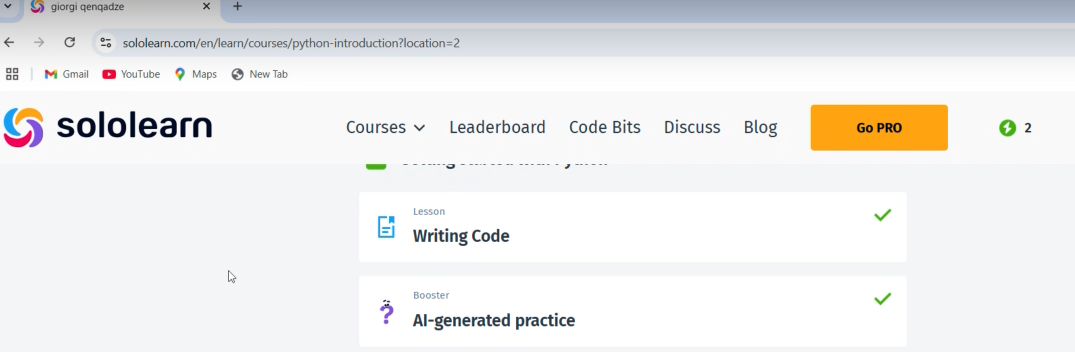 giorgi qenqadze
sololearn.com/en/learn/courses/python-introduction?location=2
Gmail YouTube Maps New Tab
sololearn Courses Leaderboard Code Bits Discuss Blog Go PRO 2
Lesson
Writing Code
Booster
AI-generated practice